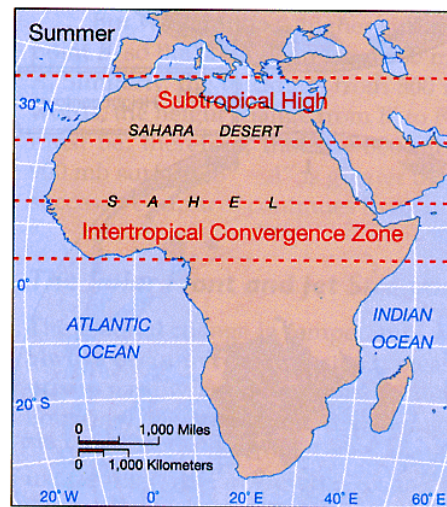 Summer
30°N
Subtropical High
SAHARA DESERT
S A H E L
Intertropical Convergence Zone
0°
ATLANTIC
OCEAN
INDIAN
OCEAN
20°S
0 1,000 Miles
0 1,000 Kilometers
20°W 0° 20°E 40°E 60°E